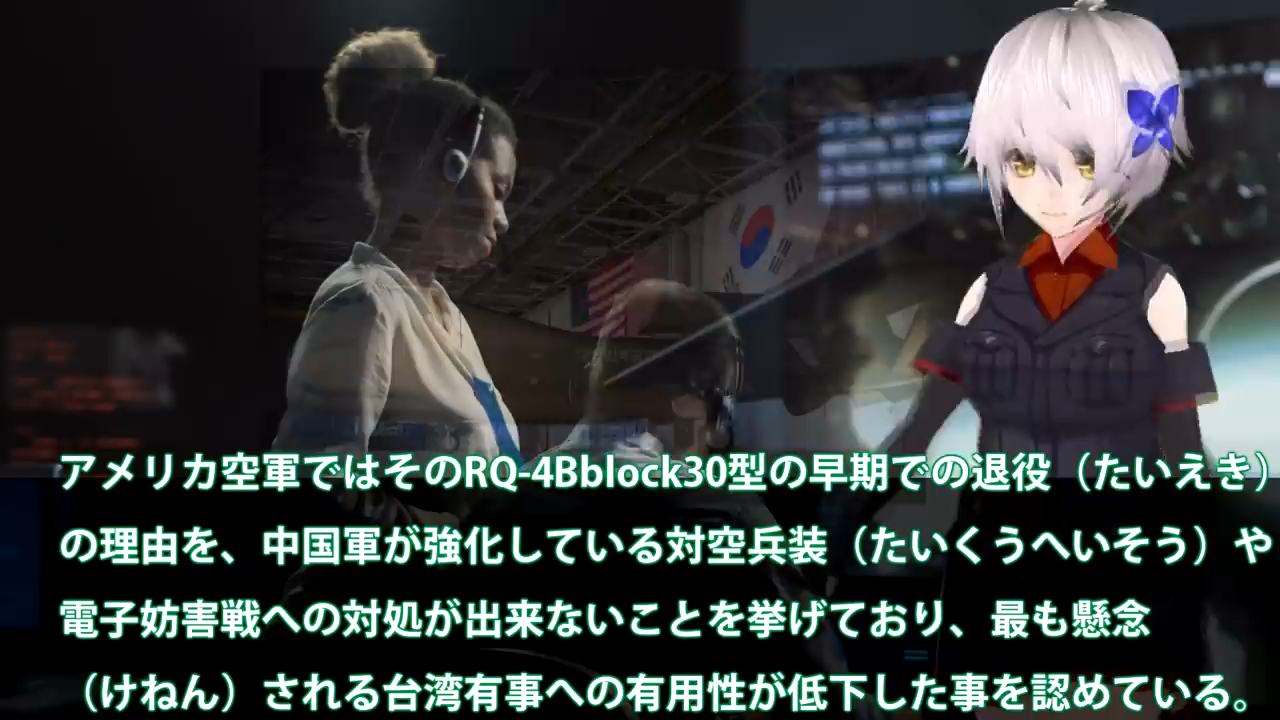 アメリカ空軍ではそのRQ-4Bblock30型の早期での退役（たいえき）
の理由を、中国軍が強化している対空兵装（たいくうへいそう）や
電子妨害戦への対処が出来ないことを挙げており、最も懸念
（けねん）される台湾有事への有用性が低下した事を認めている。